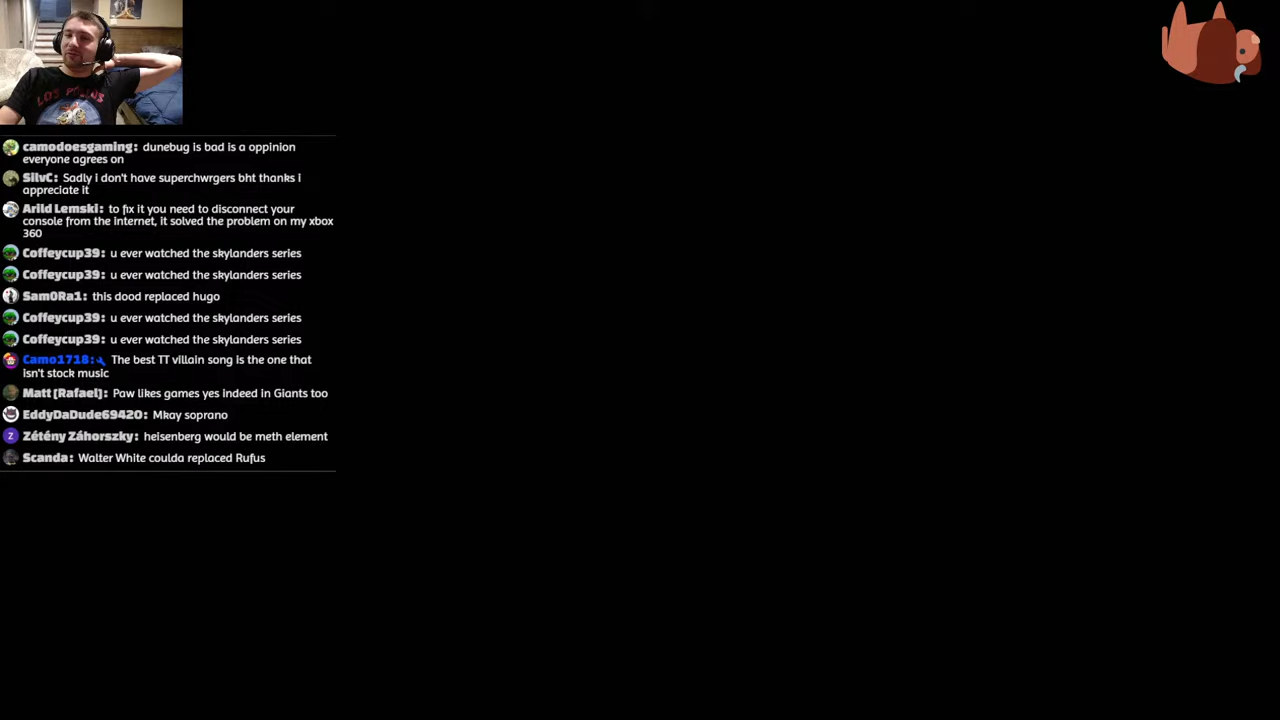 LOS POLLOS
camodoesgaming: dunebug is bad is a oppinion
everyone agrees on
SilvC: Sadly i don't have superchwrgers bht thanks i
appreciate it
Arild Lemski: to fix it you need to disconnect your
console from the internet, it solved the problem on my xbox
360
Coffeycup39: u ever watched the skylanders series
Coffeycup39: u ever watched the skylanders series
Sam0Ra1: this dood replaced hugo
Coffeycup39: u ever watched the skylanders series
Coffeycup39: u ever watched the skylanders series
Camo1718: The best TT villain song is the one that
isn't stock music
Matt (Rafael): Paw likes games yes indeed in Giants too
EddyDaDude69420: Mkay soprano
Z
Zétény Záhorszky: heisenberg would be meth element
Scanda: Walter White coulda replaced Rufus